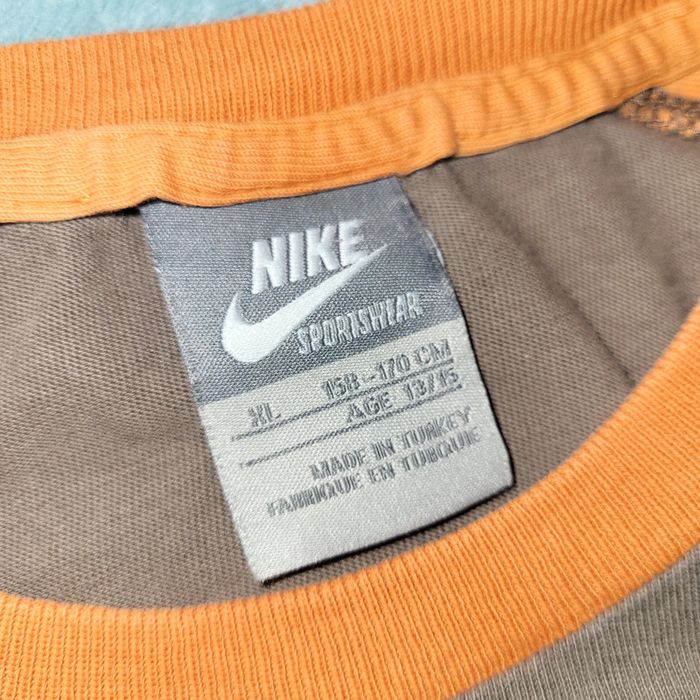 NIKE
SPORTSWEAR
XL 158-170 CM
AGE 13/15
MADE IN TURKEY
FABRIQUE EN TURQUIE